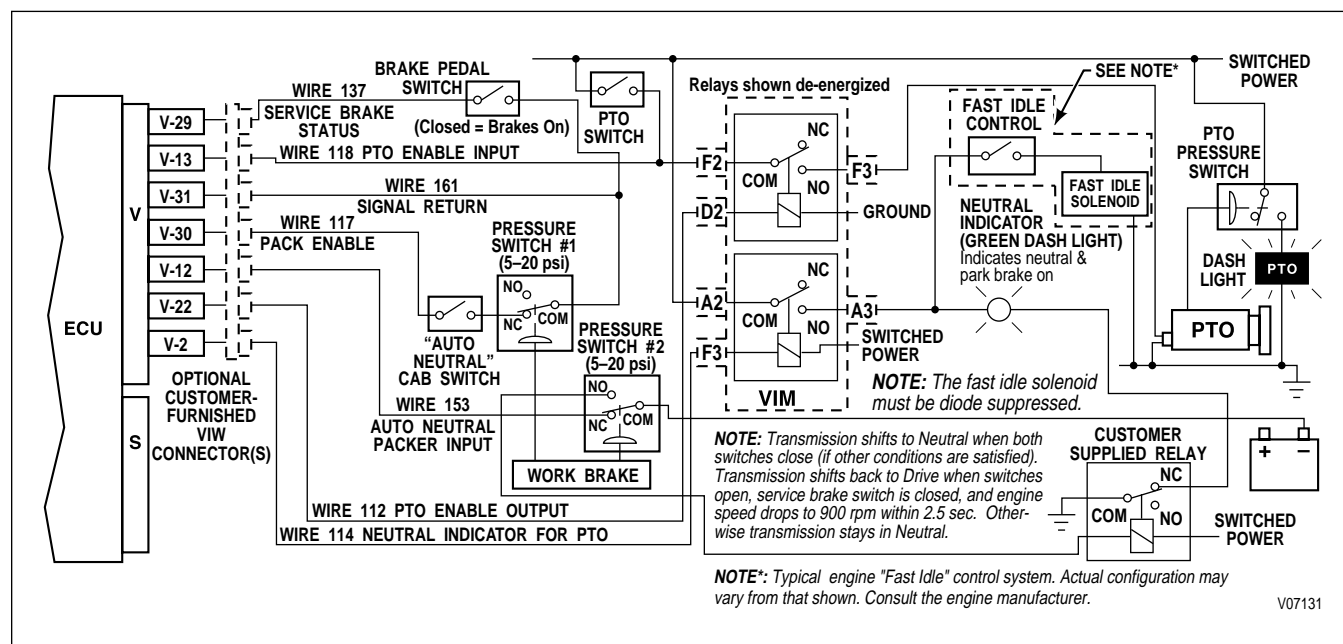 BRAKE PEDAL
SWITCH
WIRE 137
SERVICE BRAKE
STATUS
(Closed = Brakes On)
PTO
SWITCH
Relays shown de-energized
SEE NOTE*
SWITCHED
POWER
FAST IDLE
CONTROL
FAST IDLE
SOLENOID
PTO
PRESSURE
SWITCH
V-29
V-13
V-31
V-30
V-12
V-22
V-2
V
S
ECU
WIRE 118 PTO ENABLE INPUT
WIRE 161
SIGNAL RETURN
WIRE 117
PACK ENABLE
PRESSURE
SWITCH #1
(5–20 psi)
NO
NC
COM
F2
NC
COM
NO
F3
D2
GROUND
NEUTRAL
INDICATOR
(GREEN DASH LIGHT)
Indicates neutral &
park brake on
DASH
LIGHT
PTO
PTO
A2
NC
COM
NO
A3
F3
SWITCHED
POWER
VIM
"AUTO
NEUTRAL"
CAB SWITCH
PRESSURE
SWITCH #2
(5–20 psi)
NO
NC
COM
OPTIONAL
CUSTOMER-
FURNISHED
VIW
CONNECTOR(S)
WIRE 153
AUTO NEUTRAL
PACKER INPUT
WORK BRAKE
NOTE: The fast idle solenoid
must be diode suppressed.
NOTE: Transmission shifts to Neutral when both
switches close (if other conditions are satisfied).
Transmission shifts back to Drive when switches
open, service brake switch is closed, and engine
speed drops to 900 rpm within 2.5 sec. Other-
wise transmission stays in Neutral.
CUSTOMER
SUPPLIED RELAY
NC
COM
NO
SWITCHED
POWER
+ –
WIRE 112 PTO ENABLE OUTPUT
WIRE 114 NEUTRAL INDICATOR FOR PTO
NOTE*: Typical engine "Fast Idle" control system. Actual configuration may
vary from that shown. Consult the engine manufacturer.
V07131